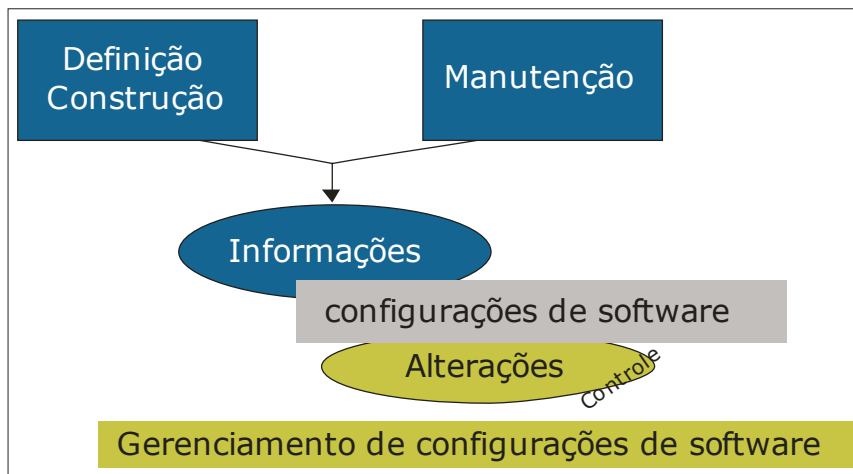 Definição
Construção
Manutenção
Informações
configurações de software
Alterações
Controle
Gerenciamento de configurações de software